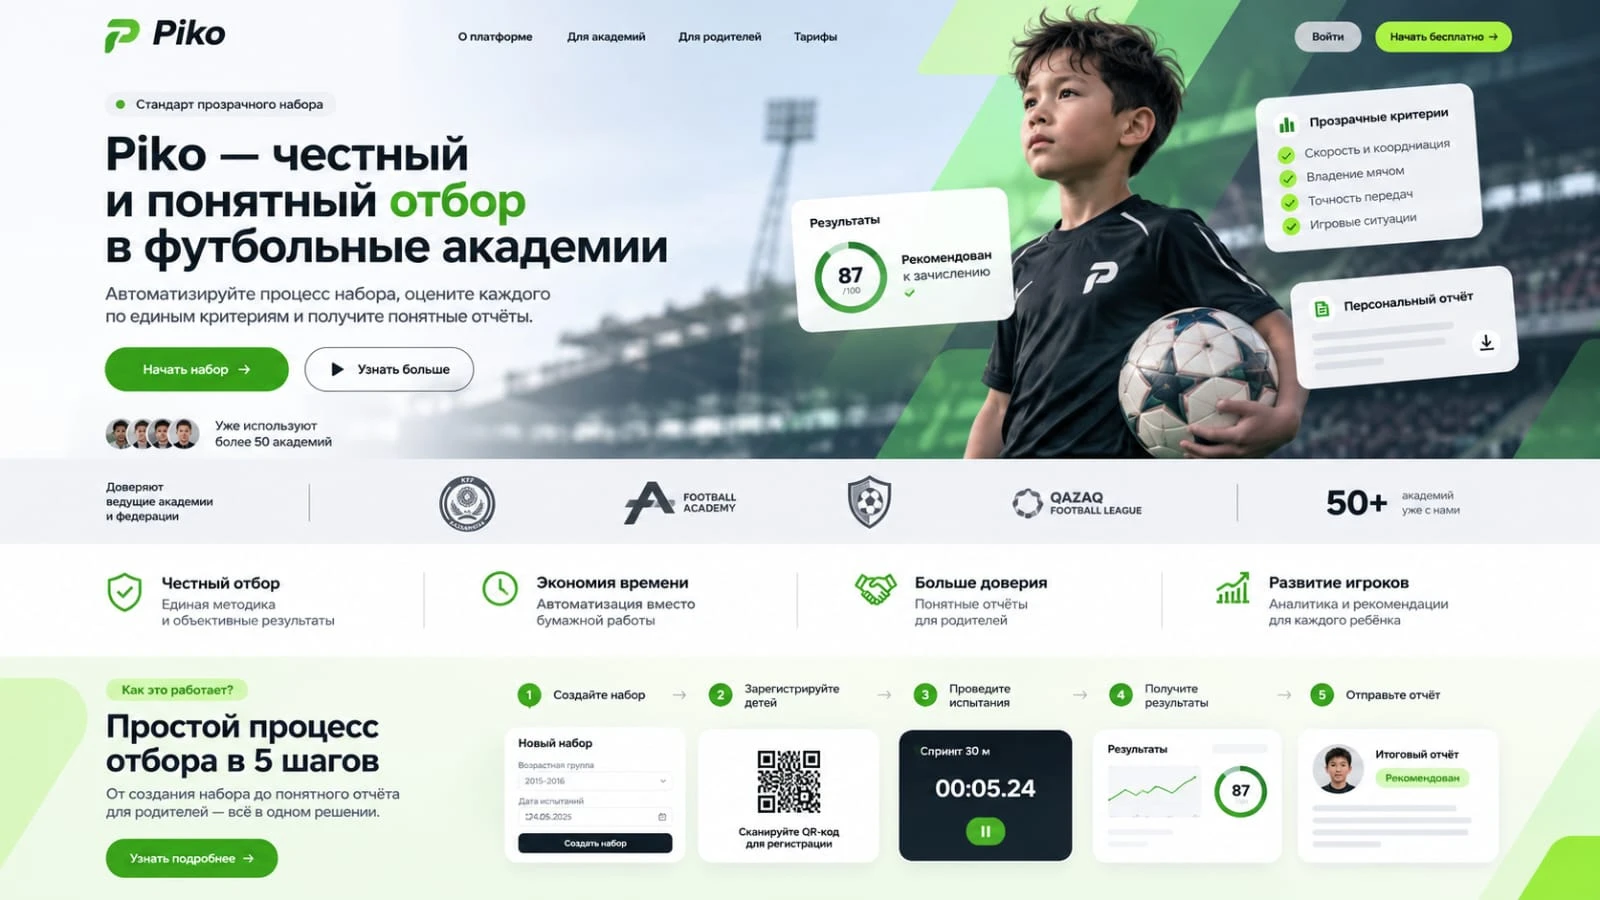 Piko
О платформе
Для академий
Для родителей
Тарифы
Войти
Начать бесплатно →
Стандарт прозрачного набора
Piko — честный
и понятный отбор
в футбольные академии
Автоматизируйте процесс набора, оцените каждого
по единым критериям и получите понятные отчёты.
Начать набор →
Узнать больше
Уже используют
более 50 академий
Результаты
87
/100
Рекомендован
к зачислению
Прозрачные критерии
Скорость и коордниация
Владение мячом
Точность передач
Игровые ситуации
Персональный отчёт
Доверяют
ведущие академии
и федерации
KFF
FOOTBALL
ACADEMY
QAZAQ
FOOTBALL LEAGUE
50+
академий
уже с нами
Честный отбор
Единая методика
и объективные результаты
Экономия времени
Автоматизация вместо
бумажной работы
Больше доверия
Понятные отчёты
для родителей
Развитие игроков
Аналитика и рекомендации
для каждого ребёнка
Как это работает?
Простой процесс
отбора в 5 шагов
От создания набора до понятного отчёта
для родителей — всё в одном решении.
Узнать подробнее →
1 Создайте набор →
Новый набор
Возрастная группа
2015-2016
Дата испытаний
24.05.2025
Создать набор
2 Зарегистрируйте
детей →
Сканируйте QR-код
для регистрации
3 Проведите
испытания →
Спринт 30 м
00:05.24
4 Получите
результаты →
Результаты
87
5 Отправьте отчёт
Итоговый отчёт
Рекомендован